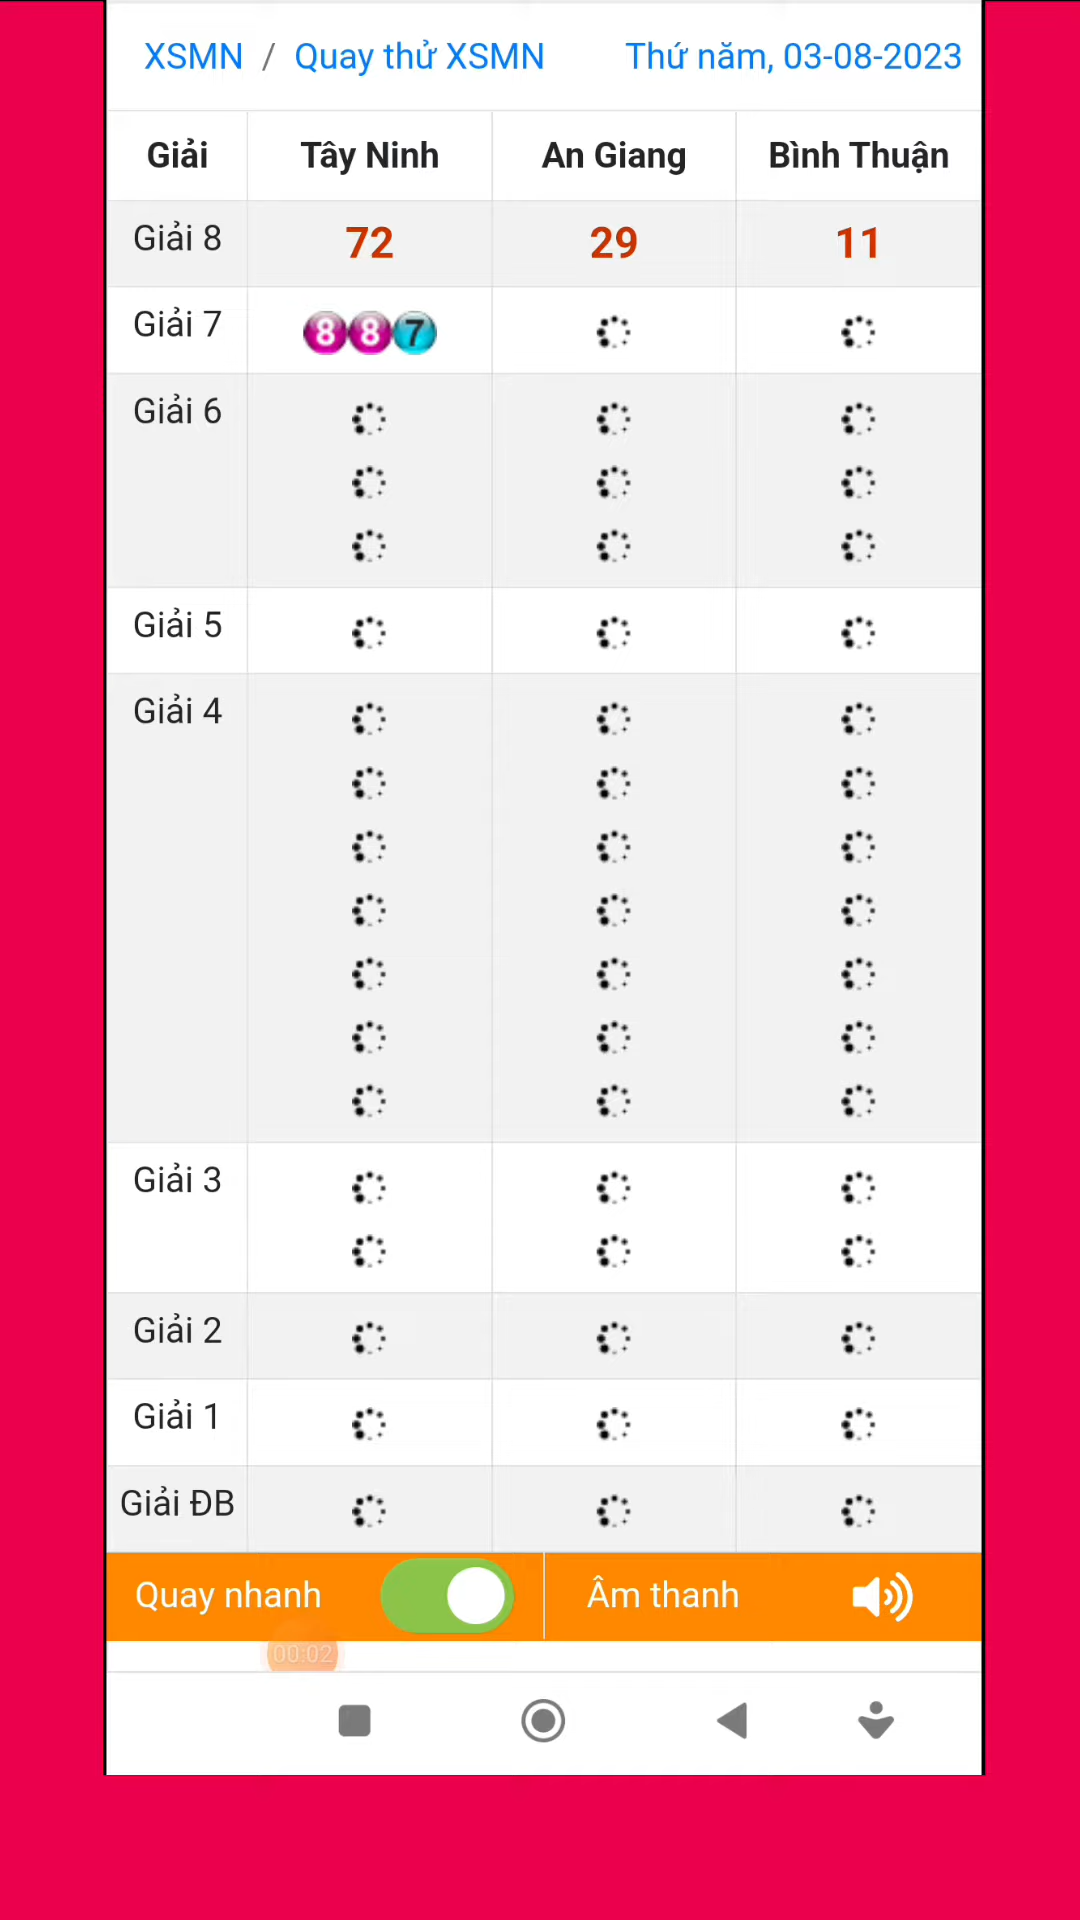 XSMN / Quay thử XSMN Thứ năm, 03-08-2023
Giải Tây Ninh An Giang Bình Thuận
Giải 8 72 29 11
Giải 7 887
Giải 6
Giải 5
Giải 4
Giải 3
Giải 2
Giải 1
Giải ĐB
Quay nhanh Âm thanh
00:02